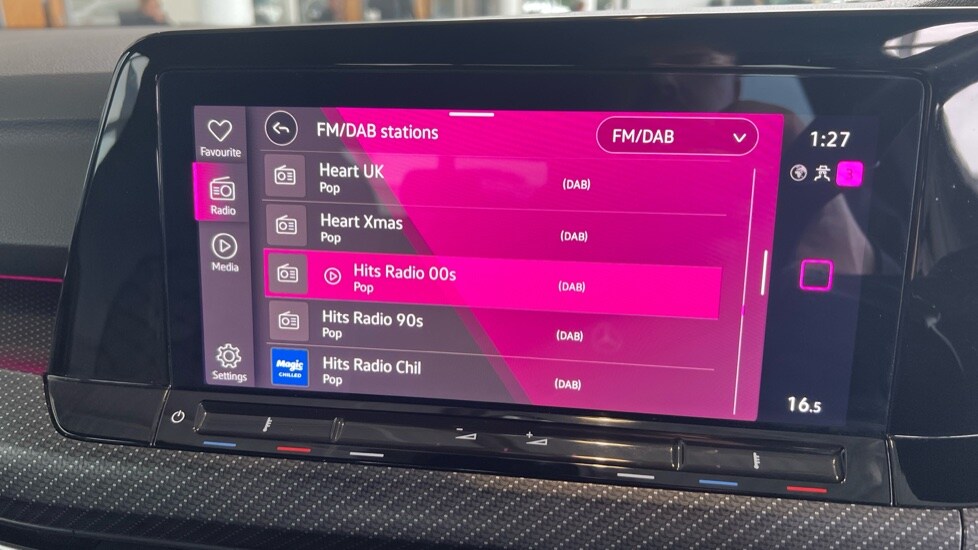 FM/DAB stations
FM/DAB
1:27
Favourite
Heart UK
Pop
(DAB)
3
Radio
Heart Xmas
Pop
(DAB)
Media
Hits Radio 00s
Pop
(DAB)
Hits Radio 90s
Pop
(DAB)
Settings
Magic
CHILLED
Hits Radio Chil
Pop
(DAB)
16.5